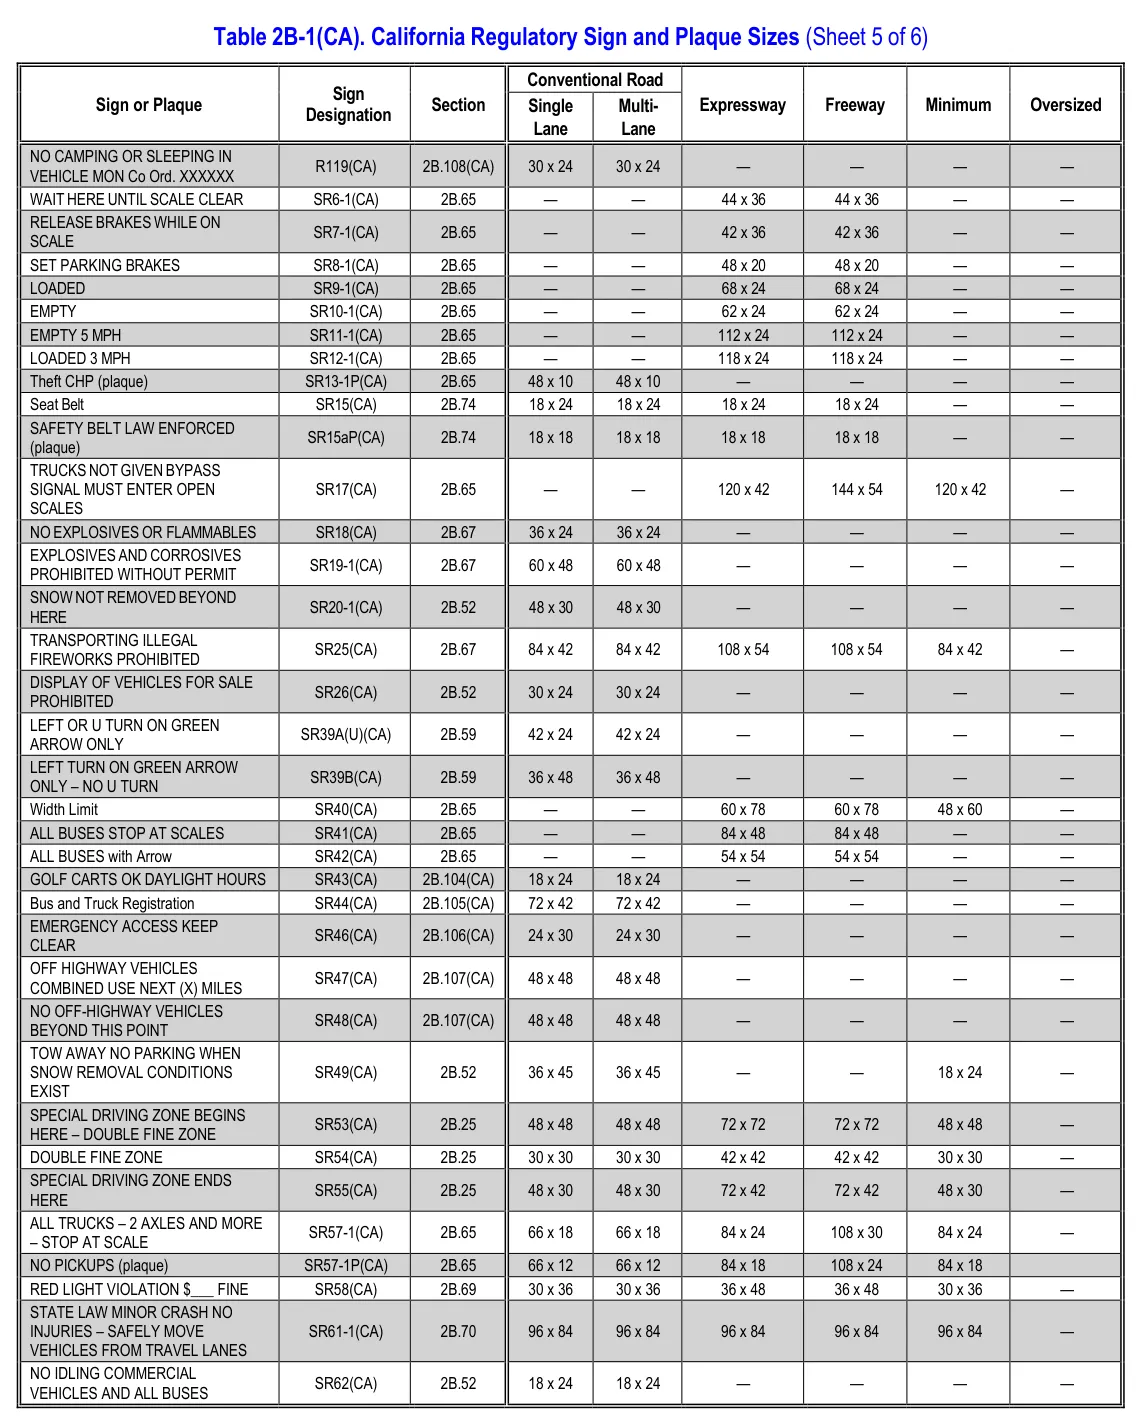 Table 2B-1(CA). California Regulatory Sign and Plaque Sizes (Sheet 5 of 6)
Sign or Plaque Sign Designation Section Conventional Road Single Lane Multi-Lane Expressway Freeway Minimum Oversized
NO CAMPING OR SLEEPING IN VEHICLE MON Co Ord. XXXXXX R119(CA) 2B.108(CA) 30 x 24 30 x 24 — — — —
WAIT HERE UNTIL SCALE CLEAR SR6-1(CA) 2B.65 — — 44 x 36 44 x 36 — —
RELEASE BRAKES WHILE ON SCALE SR7-1(CA) 2B.65 — — 42 x 36 42 x 36 — —
SET PARKING BRAKES SR8-1(CA) 2B.65 — — 48 x 20 48 x 20 — —
LOADED SR9-1(CA) 2B.65 — — 68 x 24 68 x 24 — —
EMPTY SR10-1(CA) 2B.65 — — 62 x 24 62 x 24 — —
EMPTY 5 MPH SR11-1(CA) 2B.65 — — 112 x 24 112 x 24 — —
LOADED 3 MPH SR12-1(CA) 2B.65 — — 118 x 24 118 x 24 — —
Theft CHP (plaque) SR13-1P(CA) 2B.65 48 x 10 48 x 10 — — — —
Seat Belt SR15(CA) 2B.74 18 x 24 18 x 24 18 x 24 18 x 24 — —
SAFETY BELT LAW ENFORCED (plaque) SR15aP(CA) 2B.74 18 x 18 18 x 18 18 x 18 18 x 18 — —
TRUCKS NOT GIVEN BYPASS SIGNAL MUST ENTER OPEN SCALES SR17(CA) 2B.65 — — 120 x 42 144 x 54 120 x 42 —
NO EXPLOSIVES OR FLAMMABLES SR18(CA) 2B.67 36 x 24 36 x 24 — — — —
EXPLOSIVES AND CORROSIVES PROHIBITED WITHOUT PERMIT SR19-1(CA) 2B.67 60 x 48 60 x 48 — — — —
SNOW NOT REMOVED BEYOND HERE SR20-1(CA) 2B.52 48 x 30 48 x 30 — — — —
TRANSPORTING ILLEGAL FIREWORKS PROHIBITED SR25(CA) 2B.67 84 x 42 84 x 42 108 x 54 108 x 54 84 x 42 —
DISPLAY OF VEHICLES FOR SALE PROHIBITED SR26(CA) 2B.52 30 x 24 30 x 24 — — — —
LEFT OR U TURN ON GREEN ARROW ONLY SR39A(U)(CA) 2B.59 42 x 24 42 x 24 — — — —
LEFT TURN ON GREEN ARROW ONLY – NO U TURN SR39B(CA) 2B.59 36 x 48 36 x 48 — — — —
Width Limit SR40(CA) 2B.65 — — 60 x 78 60 x 78 48 x 60 —
ALL BUSES STOP AT SCALES SR41(CA) 2B.65 — — 84 x 48 84 x 48 — —
ALL BUSES with Arrow SR42(CA) 2B.65 — — 54 x 54 54 x 54 — —
GOLF CARTS OK DAYLIGHT HOURS SR43(CA) 2B.104(CA) 18 x 24 18 x 24 — — — —
Bus and Truck Registration SR44(CA) 2B.105(CA) 72 x 42 72 x 42 — — — —
EMERGENCY ACCESS KEEP CLEAR SR46(CA) 2B.106(CA) 24 x 30 24 x 30 — — — —
OFF HIGHWAY VEHICLES COMBINED USE NEXT (X) MILES SR47(CA) 2B.107(CA) 48 x 48 48 x 48 — — — —
NO OFF-HIGHWAY VEHICLES BEYOND THIS POINT SR48(CA) 2B.107(CA) 48 x 48 48 x 48 — — — —
TOW AWAY NO PARKING WHEN SNOW REMOVAL CONDITIONS EXIST SR49(CA) 2B.52 36 x 45 36 x 45 — — 18 x 24 —
SPECIAL DRIVING ZONE BEGINS HERE – DOUBLE FINE ZONE SR53(CA) 2B.25 48 x 48 48 x 48 72 x 72 72 x 72 48 x 48 —
DOUBLE FINE ZONE SR54(CA) 2B.25 30 x 30 30 x 30 42 x 42 42 x 42 30 x 30 —
SPECIAL DRIVING ZONE ENDS HERE SR55(CA) 2B.25 48 x 30 48 x 30 72 x 42 72 x 42 48 x 30 —
ALL TRUCKS – 2 AXLES AND MORE – STOP AT SCALE SR57-1(CA) 2B.65 66 x 18 66 x 18 84 x 24 108 x 30 84 x 24 —
NO PICKUPS (plaque) SR57-1P(CA) 2B.65 66 x 12 66 x 12 84 x 18 108 x 24 84 x 18 —
RED LIGHT VIOLATION $___ FINE SR58(CA) 2B.69 30 x 36 30 x 36 36 x 48 36 x 48 30 x 36 —
STATE LAW MINOR CRASH NO INJURIES – SAFELY MOVE VEHICLES FROM TRAVEL LANES SR61-1(CA) 2B.70 96 x 84 96 x 84 96 x 84 96 x 84 96 x 84 —
NO IDLING COMMERCIAL VEHICLES AND ALL BUSES SR62(CA) 2B.52 18 x 24 18 x 24 — — — —